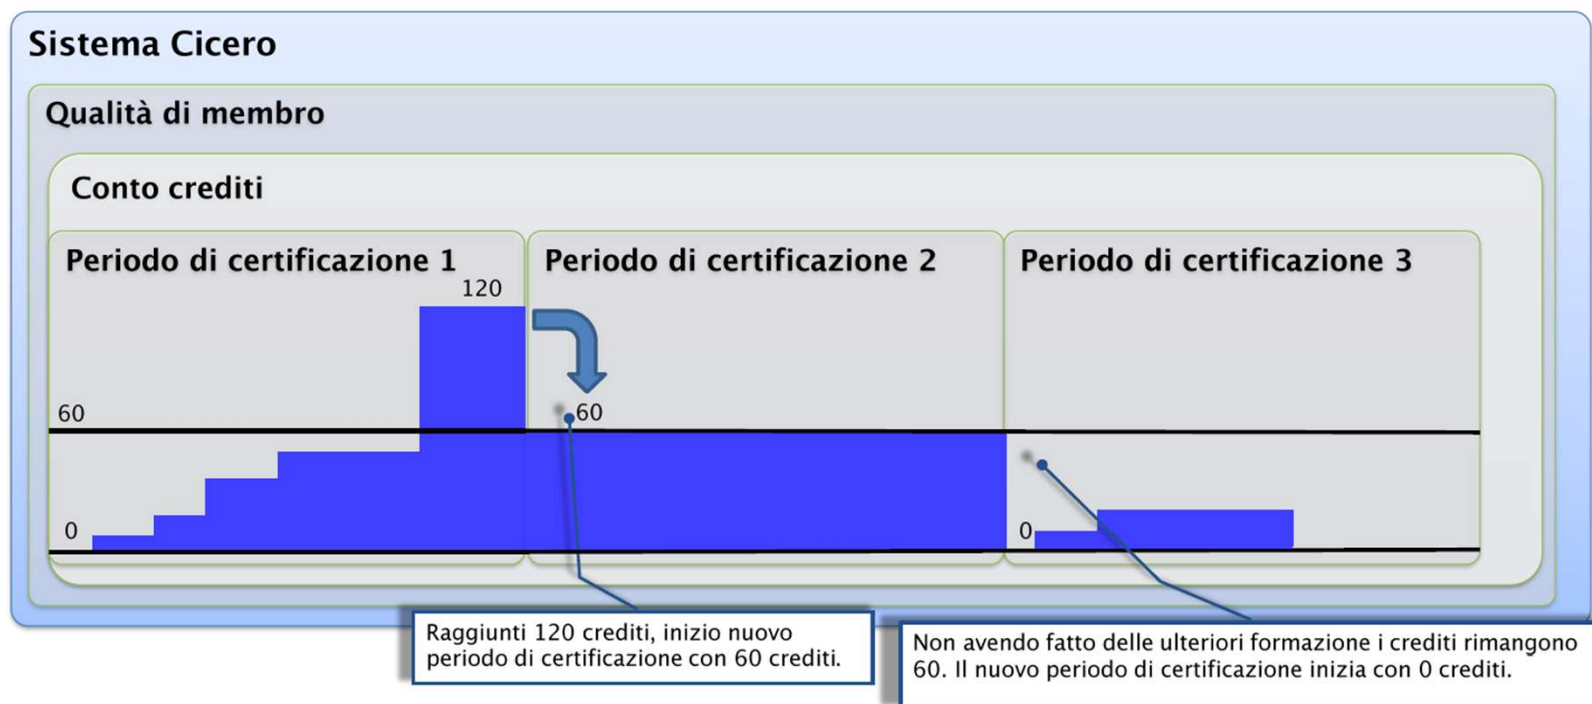 Sistema Cicero
Qualità di membro
Conto crediti
Periodo di certificazione 1
Periodo di certificazione 2
Periodo di certificazione 3
120
60
60
0
0
Raggiunti 120 crediti, inizio nuovo
periodo di certificazione con 60 crediti.
Non avendo fatto delle ulteriori formazione i crediti rimangono
60. Il nuovo periodo di certificazione inizia con 0 crediti.